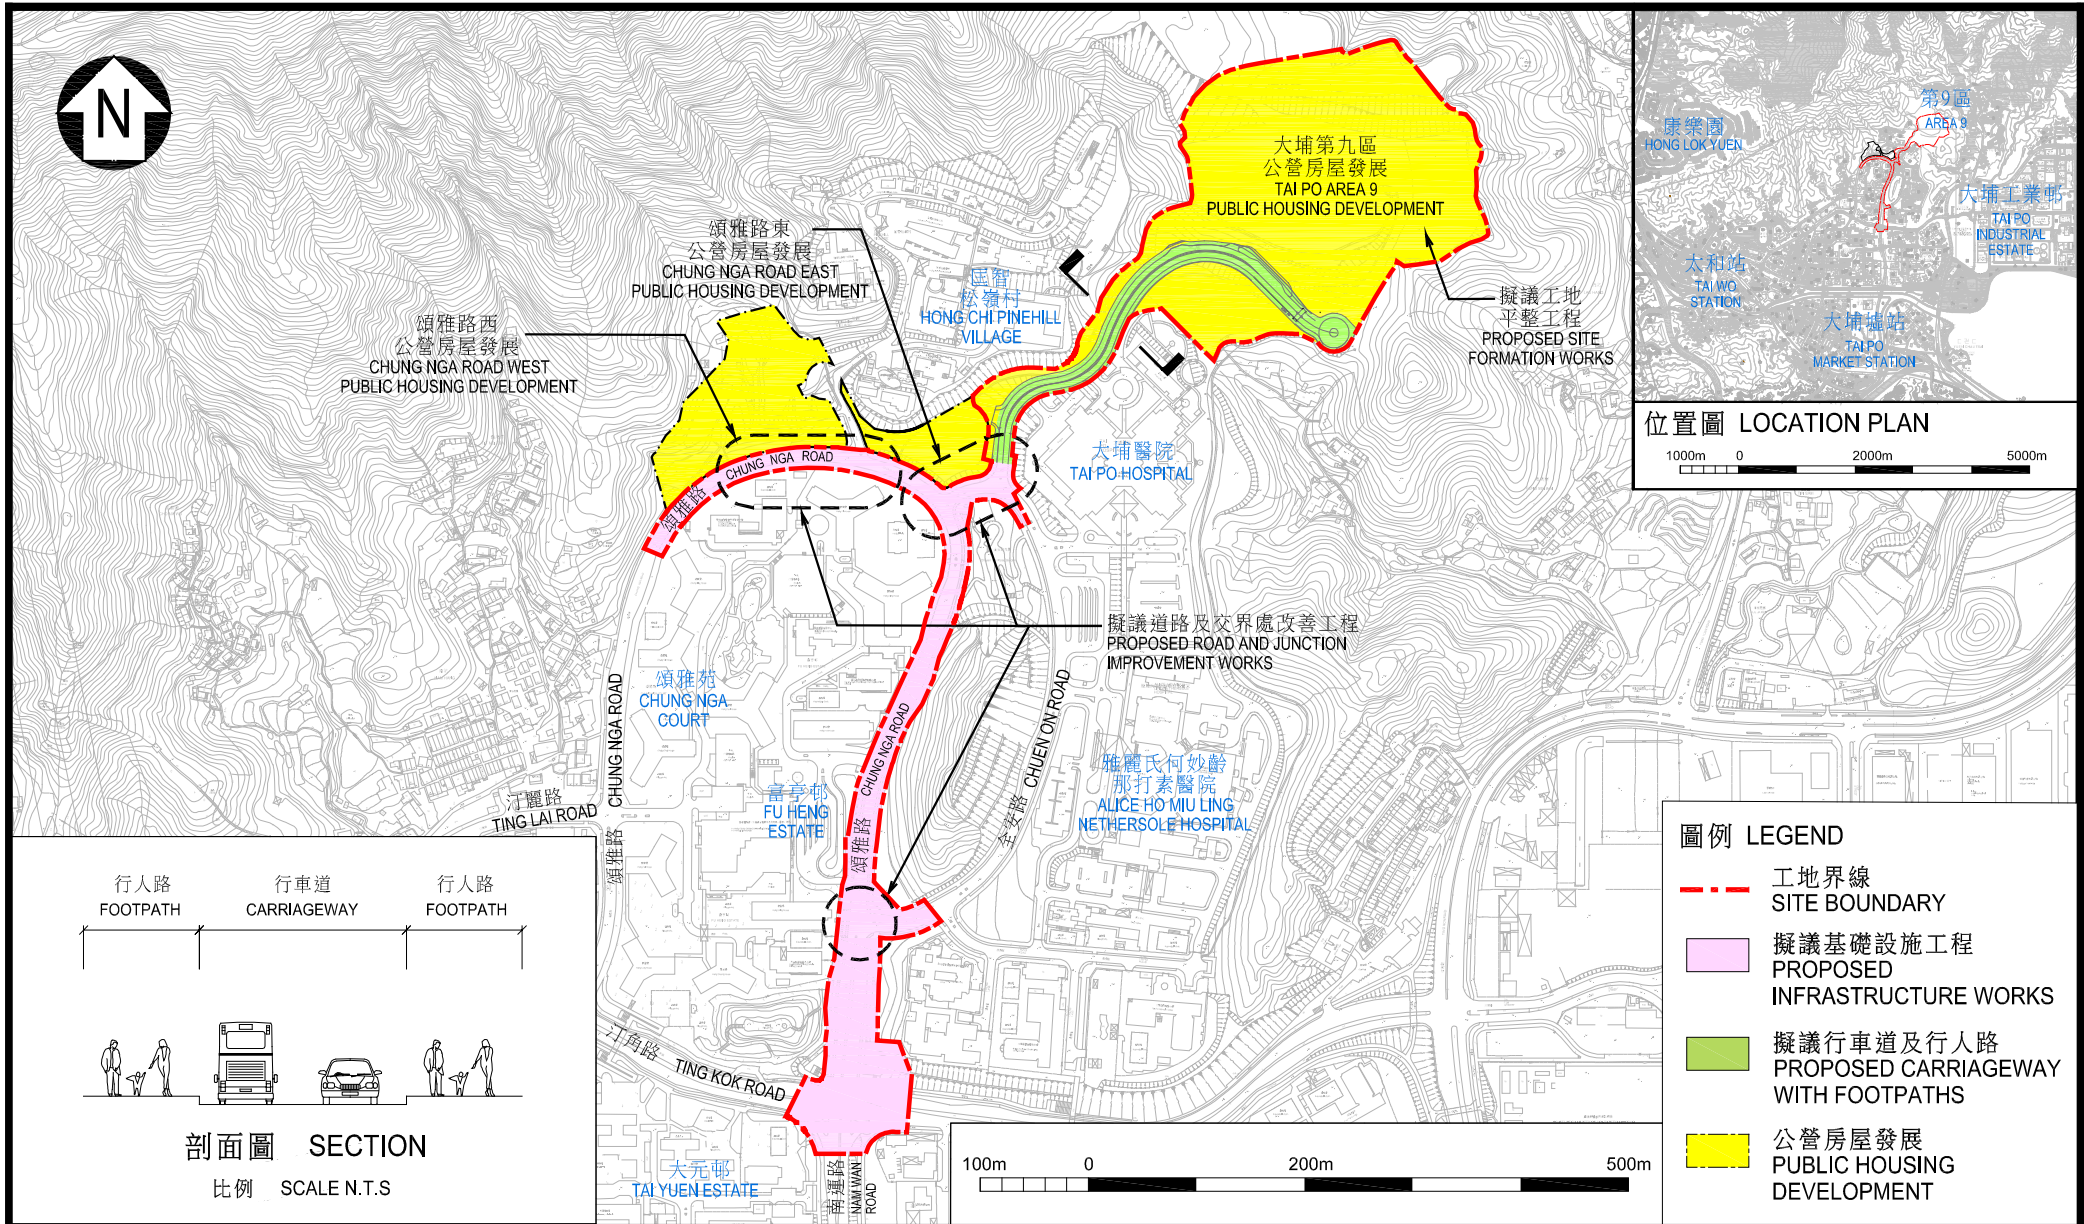 N
大埔第九區
公營房屋發展
TAI PO AREA 9
PUBLIC HOUSING DEVELOPMENT
頌雅路東
公營房屋發展
CHUNG NGA ROAD EAST
PUBLIC HOUSING DEVELOPMENT
匡智
松嶺村
HONG CHI PINEHILL
VILLAGE
頌雅路西
公營房屋發展
CHUNG NGA ROAD WEST
PUBLIC HOUSING DEVELOPMENT
擬議工地
平整工程
PROPOSED SITE
FORMATION WORKS
第9區
AREA 9
康樂園
HONG LOK YUEN
大埔工業邨
TAI PO
INDUSTRIAL
ESTATE
太和站
TAI WO
STATION
大埔墟站
TAI PO
MARKET STATION
位置圖 LOCATION PLAN
1000m 0 2000m 5000m
頌雅路 CHUNG NGA ROAD
大埔醫院
TAI PO HOSPITAL
擬議道路及交界處改善工程
PROPOSED ROAD AND JUNCTION
IMPROVEMENT WORKS
頌雅苑
CHUNG NGA
COURT
頌雅路 CHUNG NGA ROAD
頌雅路 CHUNG NGA ROAD
全安路 CHUEN ON ROAD
雅麗氏何妙齡
那打素醫院
ALICE HO MIU LING
NETHERSOLE HOSPITAL
富亨邨
FU HENG
ESTATE
汀麗路
TING LAI ROAD
汀角路 TING KOK ROAD
大元邨
TAI YUEN ESTATE
南運路
NAM WAN
ROAD
行人路 行車道 行人路
FOOTPATH CARRIAGEWAY FOOTPATH
剖面圖 SECTION
比例 SCALE N.T.S
100m 0 200m 500m
圖例 LEGEND
工地界線
SITE BOUNDARY
擬議基礎設施工程
PROPOSED
INFRASTRUCTURE WORKS
擬議行車道及行人路
PROPOSED CARRIAGEWAY
WITH FOOTPATHS
公營房屋發展
PUBLIC HOUSING
DEVELOPMENT